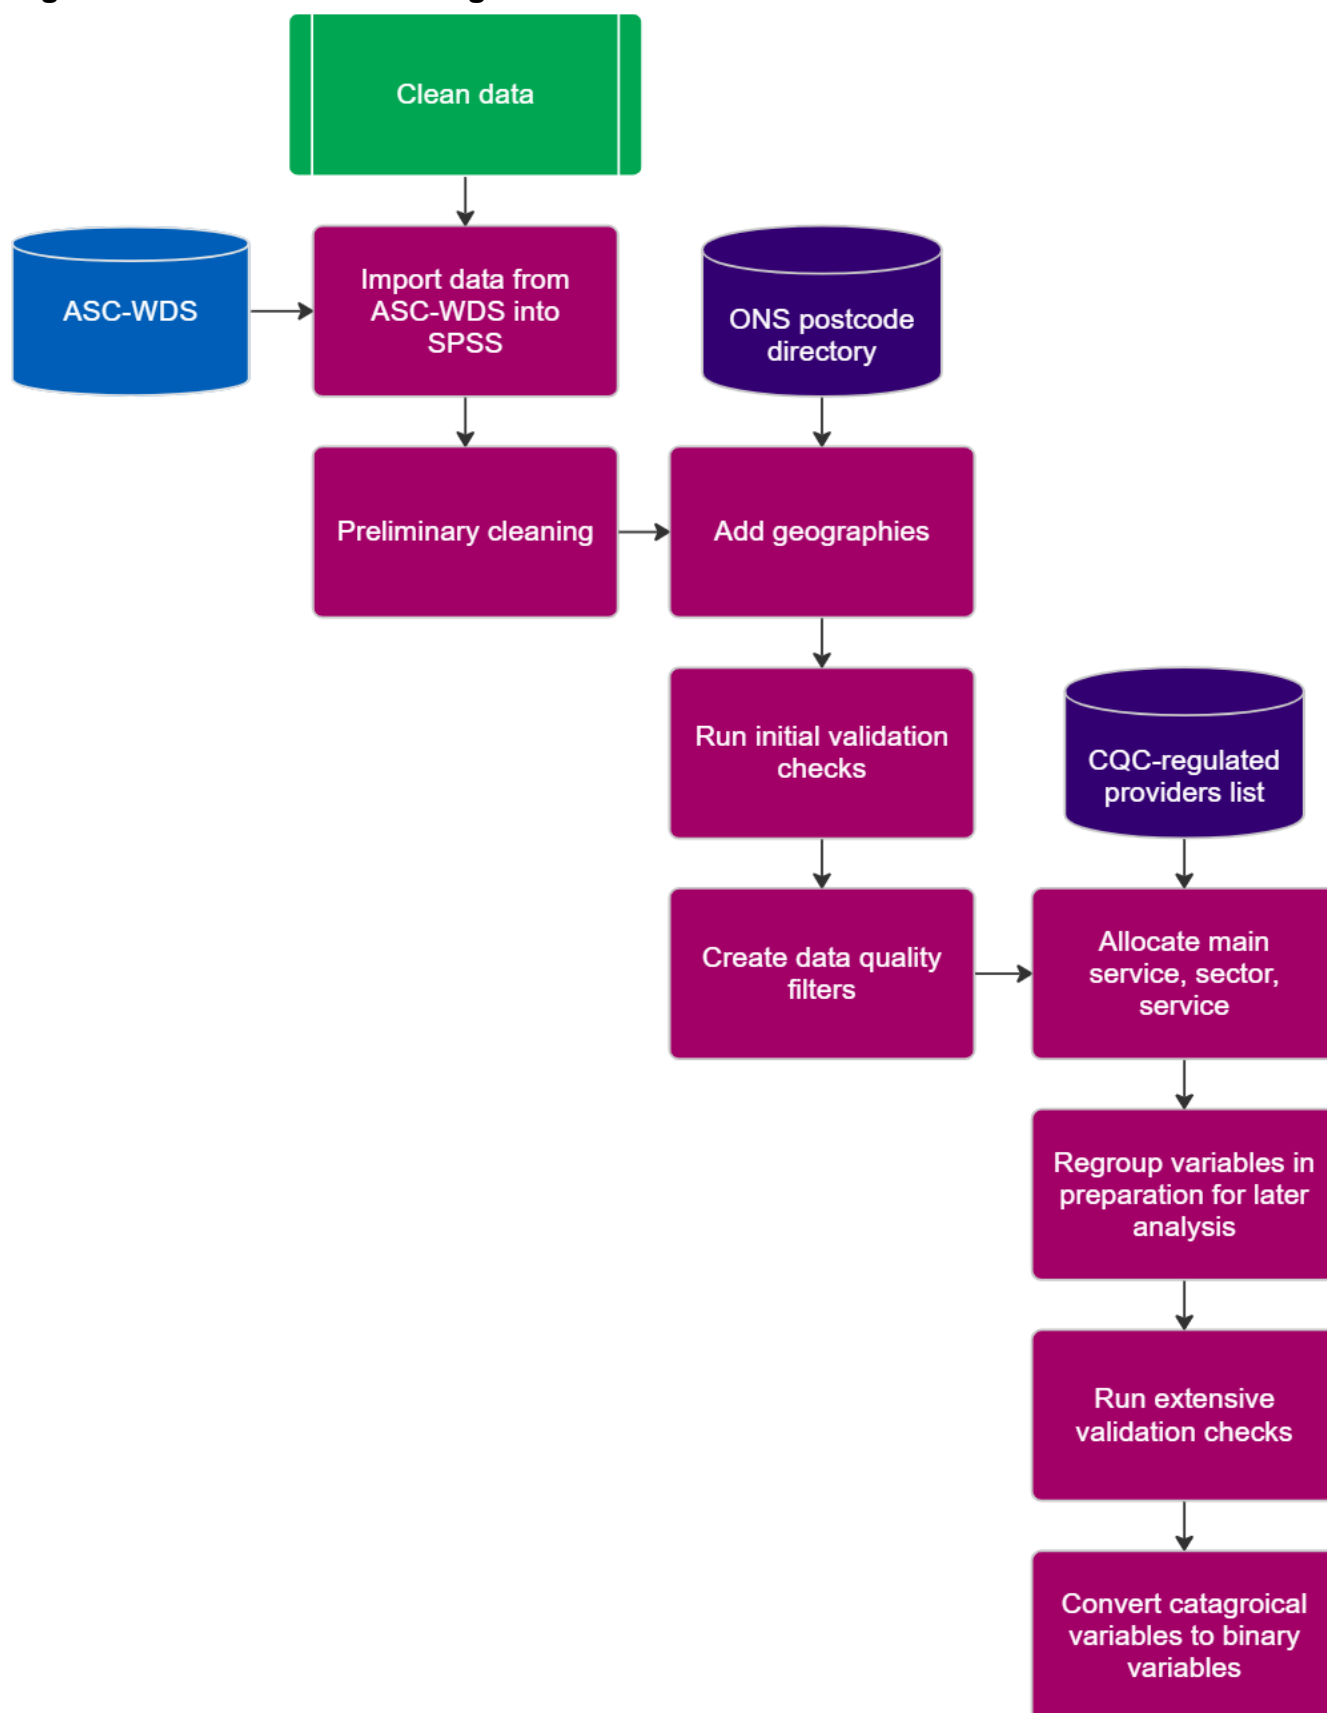 Clean data
ASC-WDS
Import data from
ASC-WDS into
SPSS
ONS postcode
directory
Preliminary cleaning
Add geographies
Run initial validation
checks
CQC-regulated
providers list
Create data quality
filters
Allocate main
service, sector,
service
Regroup variables in
preparation for later
analysis
Run extensive
validation checks
Convert catagroical
variables to binary
variables